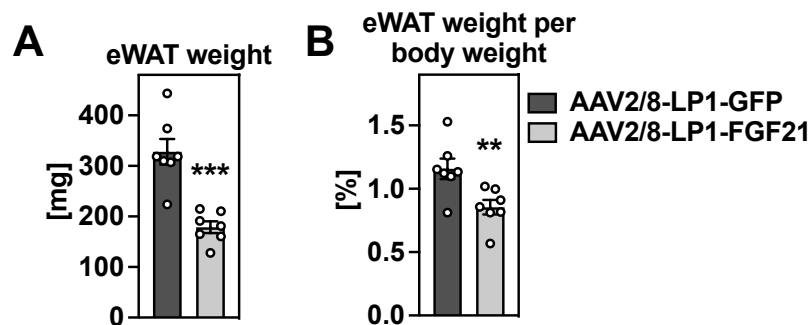 A
eWAT weight
[mg]
400
300
200
100
0
***
B
eWAT weight per
body weight
[%]
1.5
1.0
0.5
0.0
**
AAV2/8-LP1-GFP
AAV2/8-LP1-FGF21